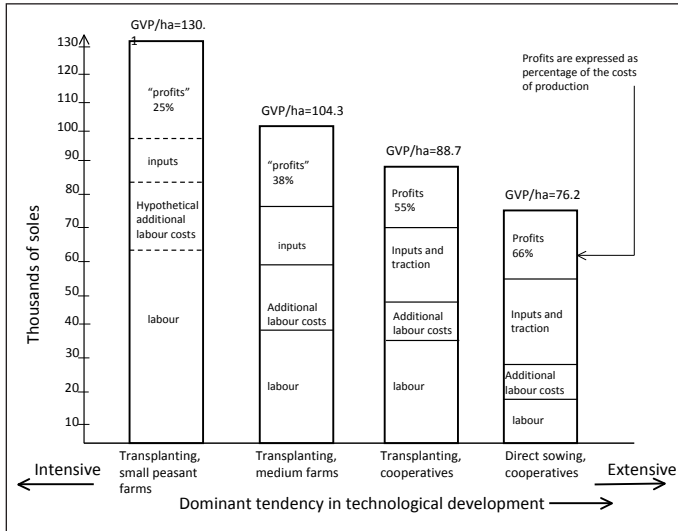 GVP/ha=130.
1
130
120
110
100
90
80
70
60
50
40
30
20
10
Thousands of soles
"profits"
25%
inputs
Hypothetical
additional
labour costs
labour
GVP/ha=104.3
"profits"
38%
inputs
Additional
labour costs
labour
GVP/ha=88.7
Profits
55%
Inputs and
traction
Additional
labour costs
labour
GVP/ha=76.2
Profits
66%
Inputs and
traction
Additional
labour costs
labour
Profits are expressed as
percentage of the costs
of production
Transplanting,
small peasant
farms
Transplanting,
medium farms
Transplanting,
cooperatives
Direct sowing,
cooperatives
Intensive
Extensive
Dominant tendency in technological development